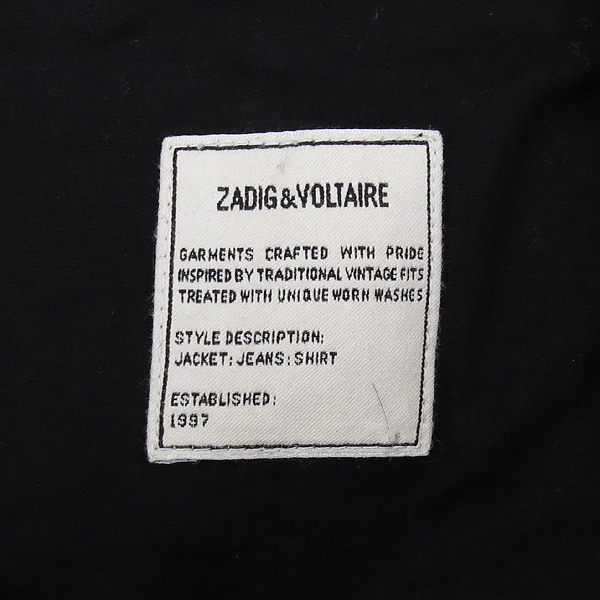 ZADIG&VOLTAIRE
GARMENTS CRAFTED WITH PRIDE
INSPIRED BY TRADITIONAL VINTAGE FITS
TREATED WITH UNIQUE WORN WASHES
STYLE DESCRIPTION:
JACKET: JEANS: SHIRT
ESTABLISHED:
1997